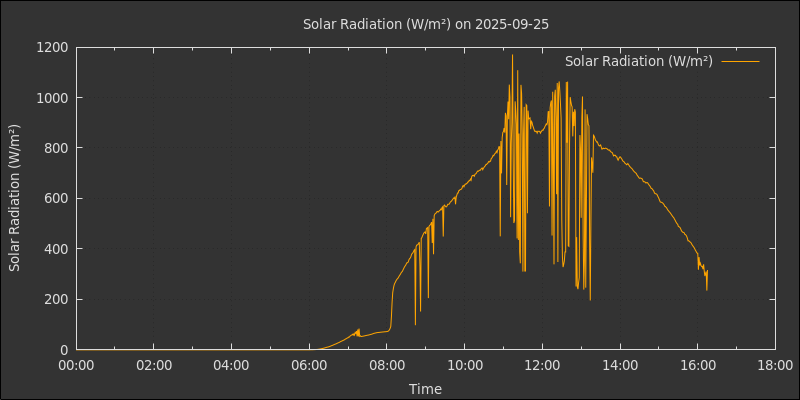 Solar Radiation (W/m²) on 2025-09-25
Solar Radiation (W/m²)
Solar Radiation (W/m²)
1200
1000
800
600
400
200
0
00:00 02:00 04:00 06:00 08:00 10:00 12:00 14:00 16:00 18:00
Time